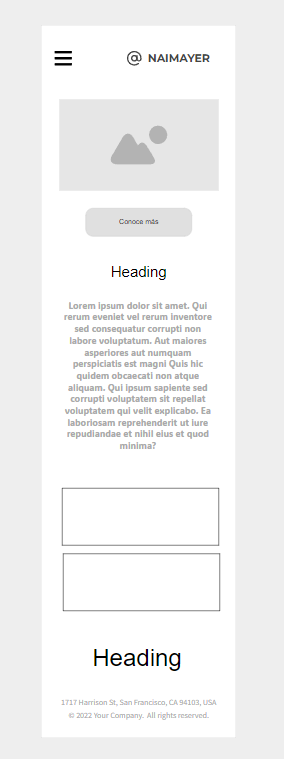 @ NAIMAYER
Conoce más
Heading
Lorem ipsum dolor sit amet. Qui
rerum eveniet vel rerum inventore
sed consequatur corrupti non
labore voluptatum. Aut maiores
asperiores aut numquam
perspiciatis est magni Quis hic
quidem obcaecati non atque
aliquam. Qui ipsum sapiente sed
corrupti voluptatem sit repellat
voluptatem qui velit explicabo. Ea
laboriosam reprehenderit ut iure
repudiandae et nihil eius et quod
minima?
Heading
1717 Harrison St, San Francisco, CA 94103, USA
© 2022 Your Company. All rights reserved.